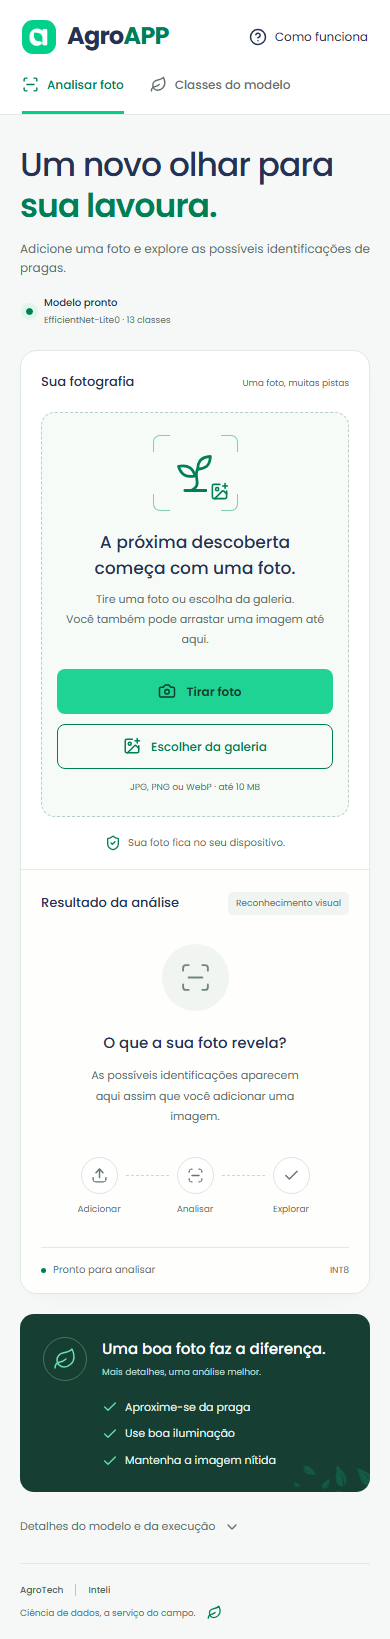 AgroAPP
Como funciona
Analisar foto
Classes do modelo
Um novo olhar para
sua lavoura.
Adicione uma foto e explore as possíveis identificações de
pragas.
Modelo pronto
EfficientNet-Lite0 · 13 classes
Sua fotografia
Uma foto, muitas pistas
A próxima descoberta
começa com uma foto.
Tire uma foto ou escolha da galeria.
Você também pode arrastar uma imagem até
aqui.
Tirar foto
Escolher da galeria
JPG, PNG ou WebP · até 10 MB
Sua foto fica no seu dispositivo.
Resultado da análise
Reconhecimento visual
O que a sua foto revela?
As possíveis identificações aparecem
aqui assim que você adicionar uma
imagem.
Adicionar
Analisar
Explorar
Pronto para analisar
INT8
Uma boa foto faz a diferença.
Mais detalhes, uma análise melhor.
Aproxime-se da praga
Use boa iluminação
Mantenha a imagem nítida
Detalhes do modelo e da execução
AgroTech
Inteli
Ciência de dados, a serviço do campo.